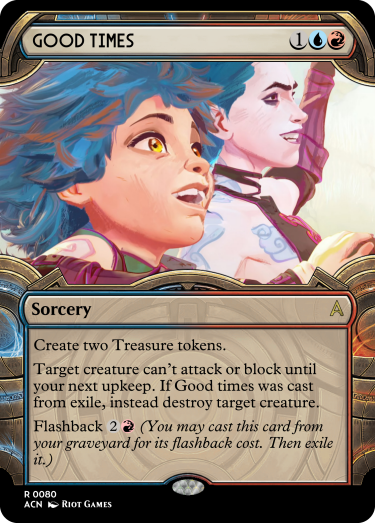 GOOD TIMES 1
Sorcery
Create two Treasure tokens.
Target creature can't attack or block until
your next upkeep. If Good times was cast
from exile, instead destroy target creature.
Flashback 2 (You may cast this card from
your graveyard for its flashback cost. Then exile
it.)
R 0080
ACN RIOT GAMES